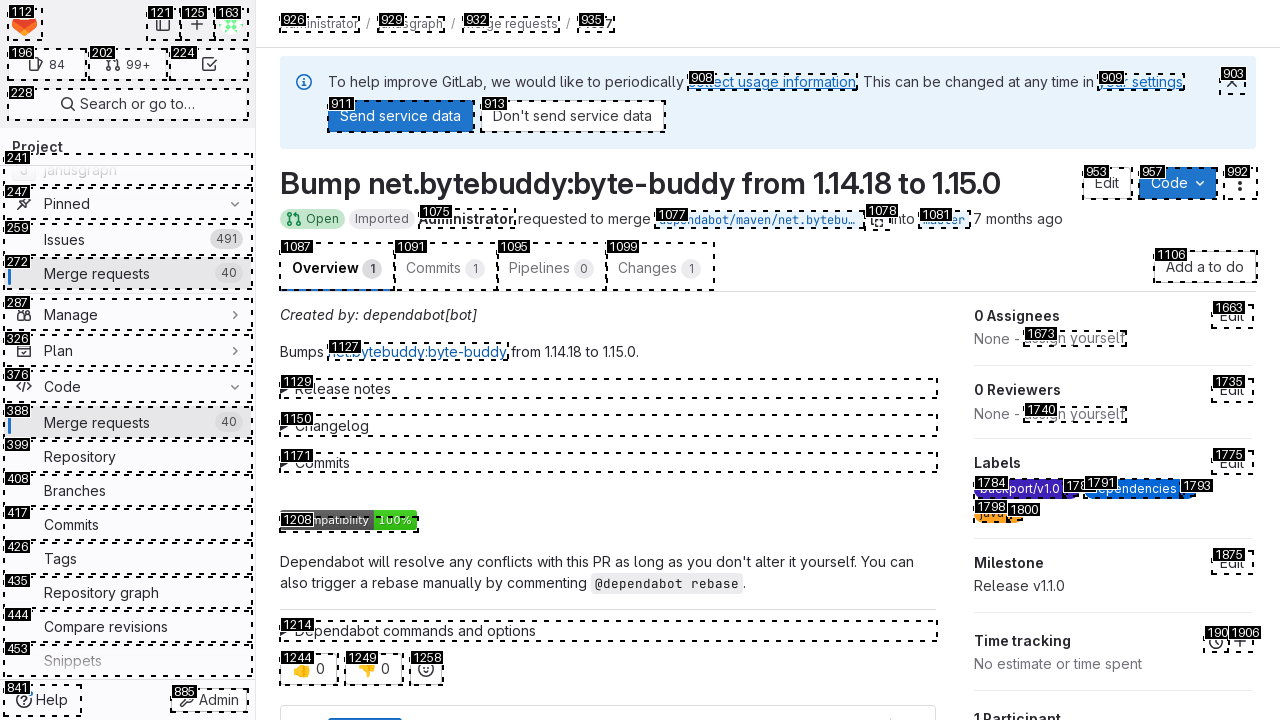 112
121
125
163
196
84
202
99+
224
228
Search or go to…
Project
241
janusgraph
247
Pinned
259
Issues
491
272
Merge requests
40
287
Manage
326
Plan
376
Code
388
Merge requests
40
399
Repository
408
Branches
417
Commits
426
Tags
435
Repository graph
444
Compare revisions
453
Snippets
841
Help
885
Admin
926
929
932
935
/ / merge requests /
To help improve GitLab, we would like to periodically collect usage information. This can be changed at any time in your settings.
908
909
903
911
Send service data
913
Don't send service data
Bump net.bytebuddy:byte-buddy from 1.14.18 to 1.15.0
953
Edit
957
Code
992
Open
Imported
1075
Administrator requested to merge
1077
dependabot/maven/net.bytebu…
1078
into
1081
master
7 months ago
1087
Overview 1
1091
Commits 1
1095
Pipelines 0
1099
Changes 1
1106
Add a to do
Created by: dependabot[bot]
1127
Bumps net.bytebuddy:byte-buddy from 1.14.18 to 1.15.0.
1129
Release notes
1150
Changelog
1171
Commits
1208
compatibility 100%
Dependabot will resolve any conflicts with this PR as long as you don't alter it yourself. You can
also trigger a rebase manually by commenting @dependabot rebase.
1214
Dependabot commands and options
1244
👍 0
1249
👎 0
1258
0 Assignees
1663
Edit
1673
None - assign yourself
0 Reviewers
1735
Edit
1740
None - assign yourself
Labels
1775
Edit
1784
backport/v1.0
1791
dependencies
1793
1798
java
1800
Milestone
1875
Edit
Release v1.1.0
Time tracking
1906
No estimate or time spent
1 Participant